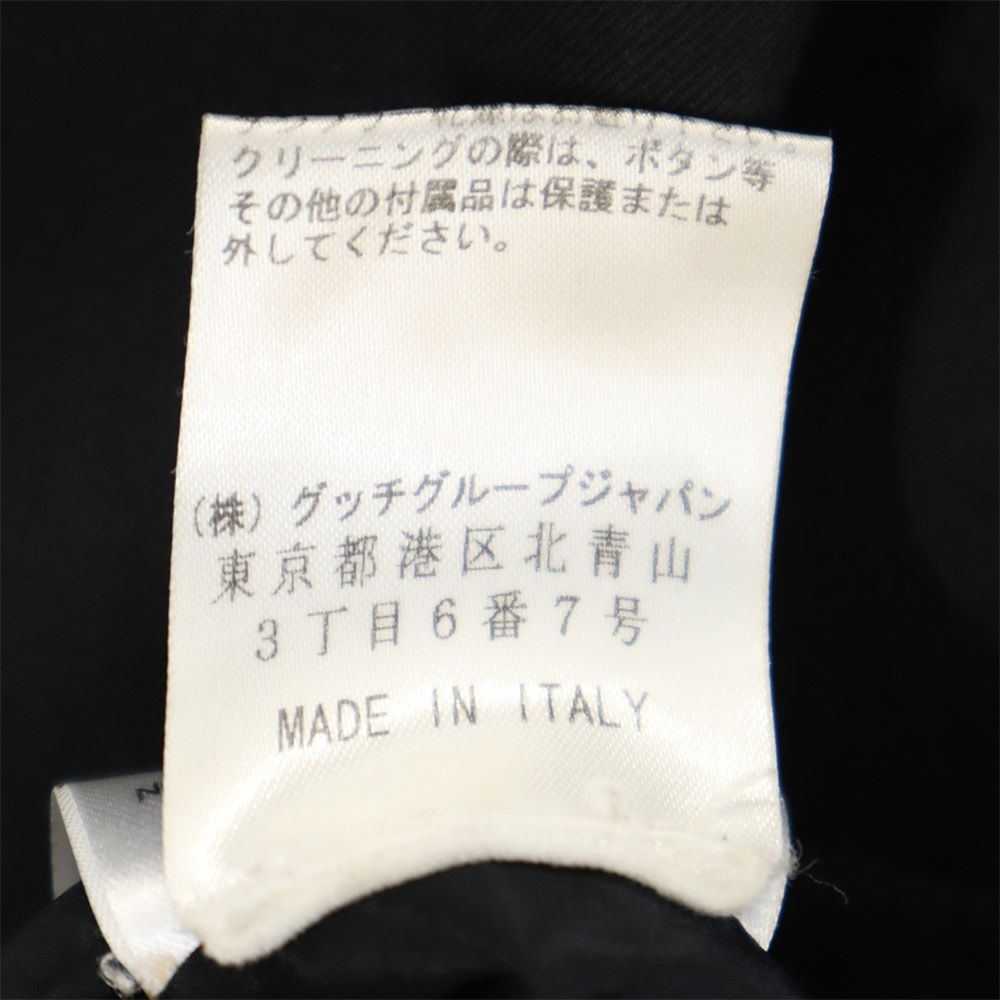 クリーニングの際は、ボタン等
その他の付属品は保護または
外してください。
(株)グッチグループジャパン
東京都港区北青山
3丁目6番7号
MADE IN ITALY